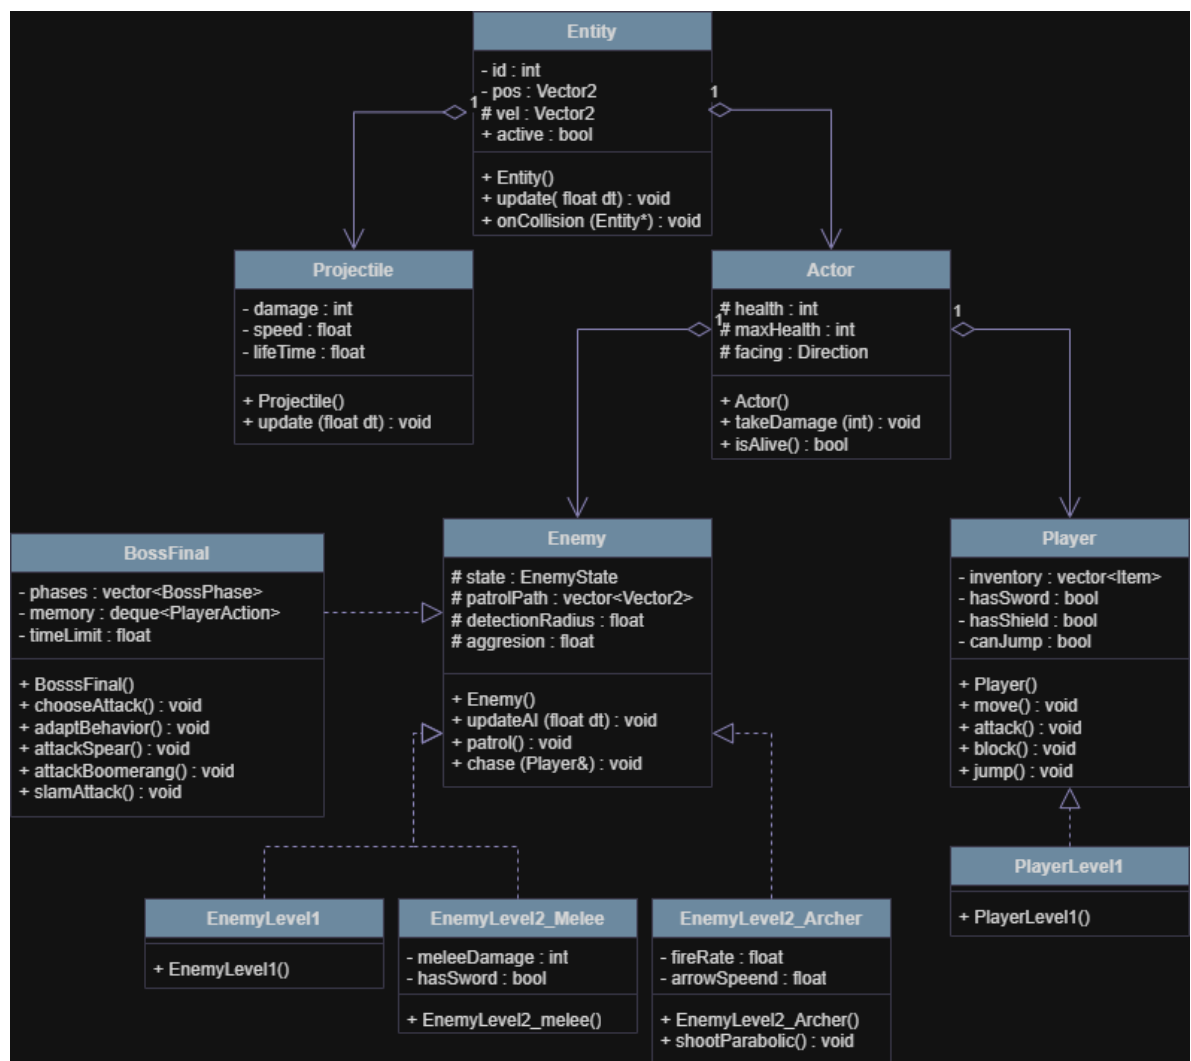 Entity
- id : int
- pos : Vector2
# vel : Vector2
+ active : bool
+ Entity()
+ update( float dt) : void
+ onCollision (Entity*) : void
1
1
Projectile
- damage : int
- speed : float
- lifeTime : float
+ Projectile()
+ update (float dt) : void
Actor
# health : int
# maxHealth : int
# facing : Direction
+ Actor()
+ takeDamage (int) : void
+ isAlive() : bool
1
1
BossFinal
- phases : vector<BossPhase>
- memory : deque<PlayerAction>
- timeLimit : float
+ BosssFinal()
+ chooseAttack() : void
+ adaptBehavior() : void
+ attackSpear() : void
+ attackBoomerang() : void
+ slamAttack() : void
Enemy
# state : EnemyState
# patrolPath : vector<Vector2>
# detectionRadius : float
# aggresion : float
+ Enemy()
+ updateAI (float dt) : void
+ patrol() : void
+ chase (Player&) : void
Player
- inventory : vector<Item>
- hasSword : bool
- hasShield : bool
- canJump : bool
+ Player()
+ move() : void
+ attack() : void
+ block() : void
+ jump() : void
PlayerLevel1
+ PlayerLevel1()
EnemyLevel1
+ EnemyLevel1()
EnemyLevel2_Melee
- meleeDamage : int
- hasSword : bool
+ EnemyLevel2_melee()
EnemyLevel2_Archer
- fireRate : float
- arrowSpeend : float
+ EnemyLevel2_Archer()
+ shootParabolic() : void